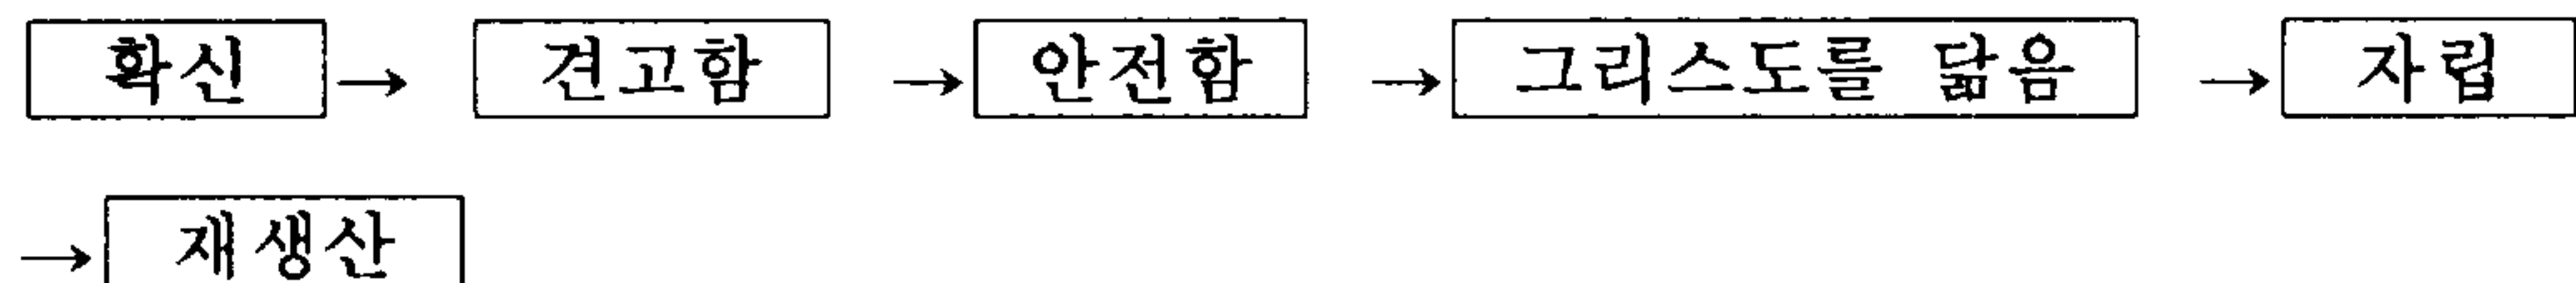 확신 → 견고함 → 안전함 → 그리스도를 닮음 → 자립
→ 재생산